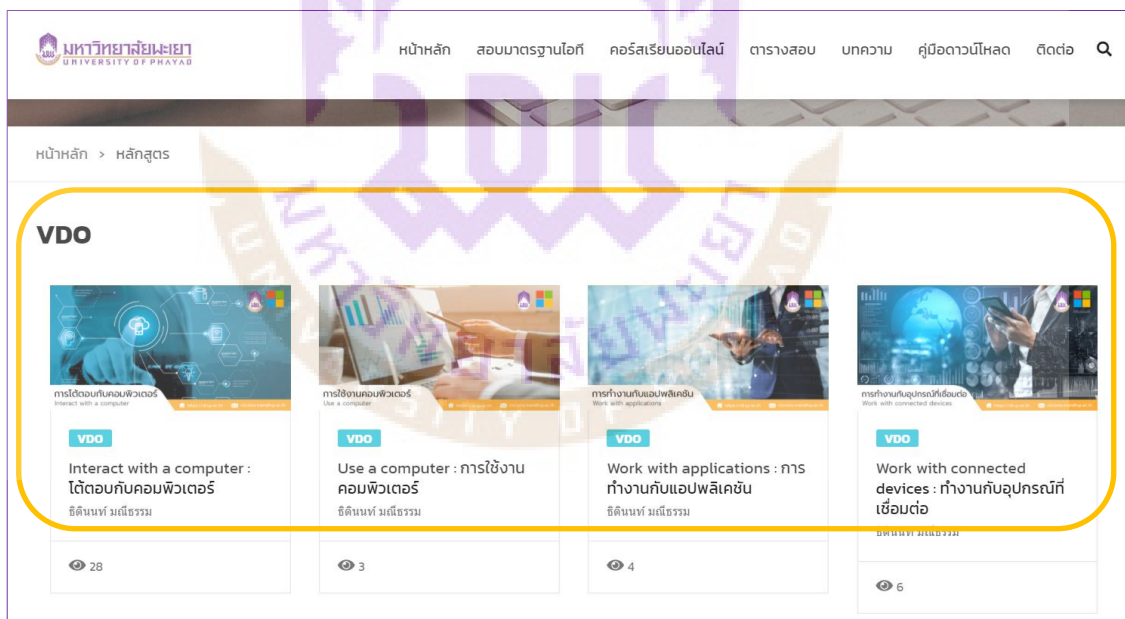 มหาวิทยาลัยพะเยา
UNIVERSITY OF PHAYAO
หน้าหลัก สอบมาตรฐานไอที คอร์สเรียนออนไลน์ ตารางสอบ บทความ คู่มือดาวน์โหลด ติดต่อ
หน้าหลัก > หลักสูตร
VDO
การโต้ตอบกับคอมพิวเตอร์
Interact with a computer
VDO
Interact with a computer :
โต้ตอบกับคอมพิวเตอร์
ธิตินนท์ มณีธรรม
28
การใช้งานคอมพิวเตอร์
Use a computer
Use a computer : การใช้งาน
คอมพิวเตอร์
ธิตินนท์ มณีธรรม
3
การทำงานกับแอปพลิเคชัน
Work with applications
VDO
Work with applications : การ
ทำงานกับแอปพลิเคชัน
ธิตินนท์ มณีธรรม
4
การทำงานกับอุปกรณ์ที่เชื่อมต่อ
Work with connected devices
VDO
Work with connected
devices : ทำงานกับอุปกรณ์ที่
เชื่อมต่อ
ธิตินนท์ มณีธรรม
6